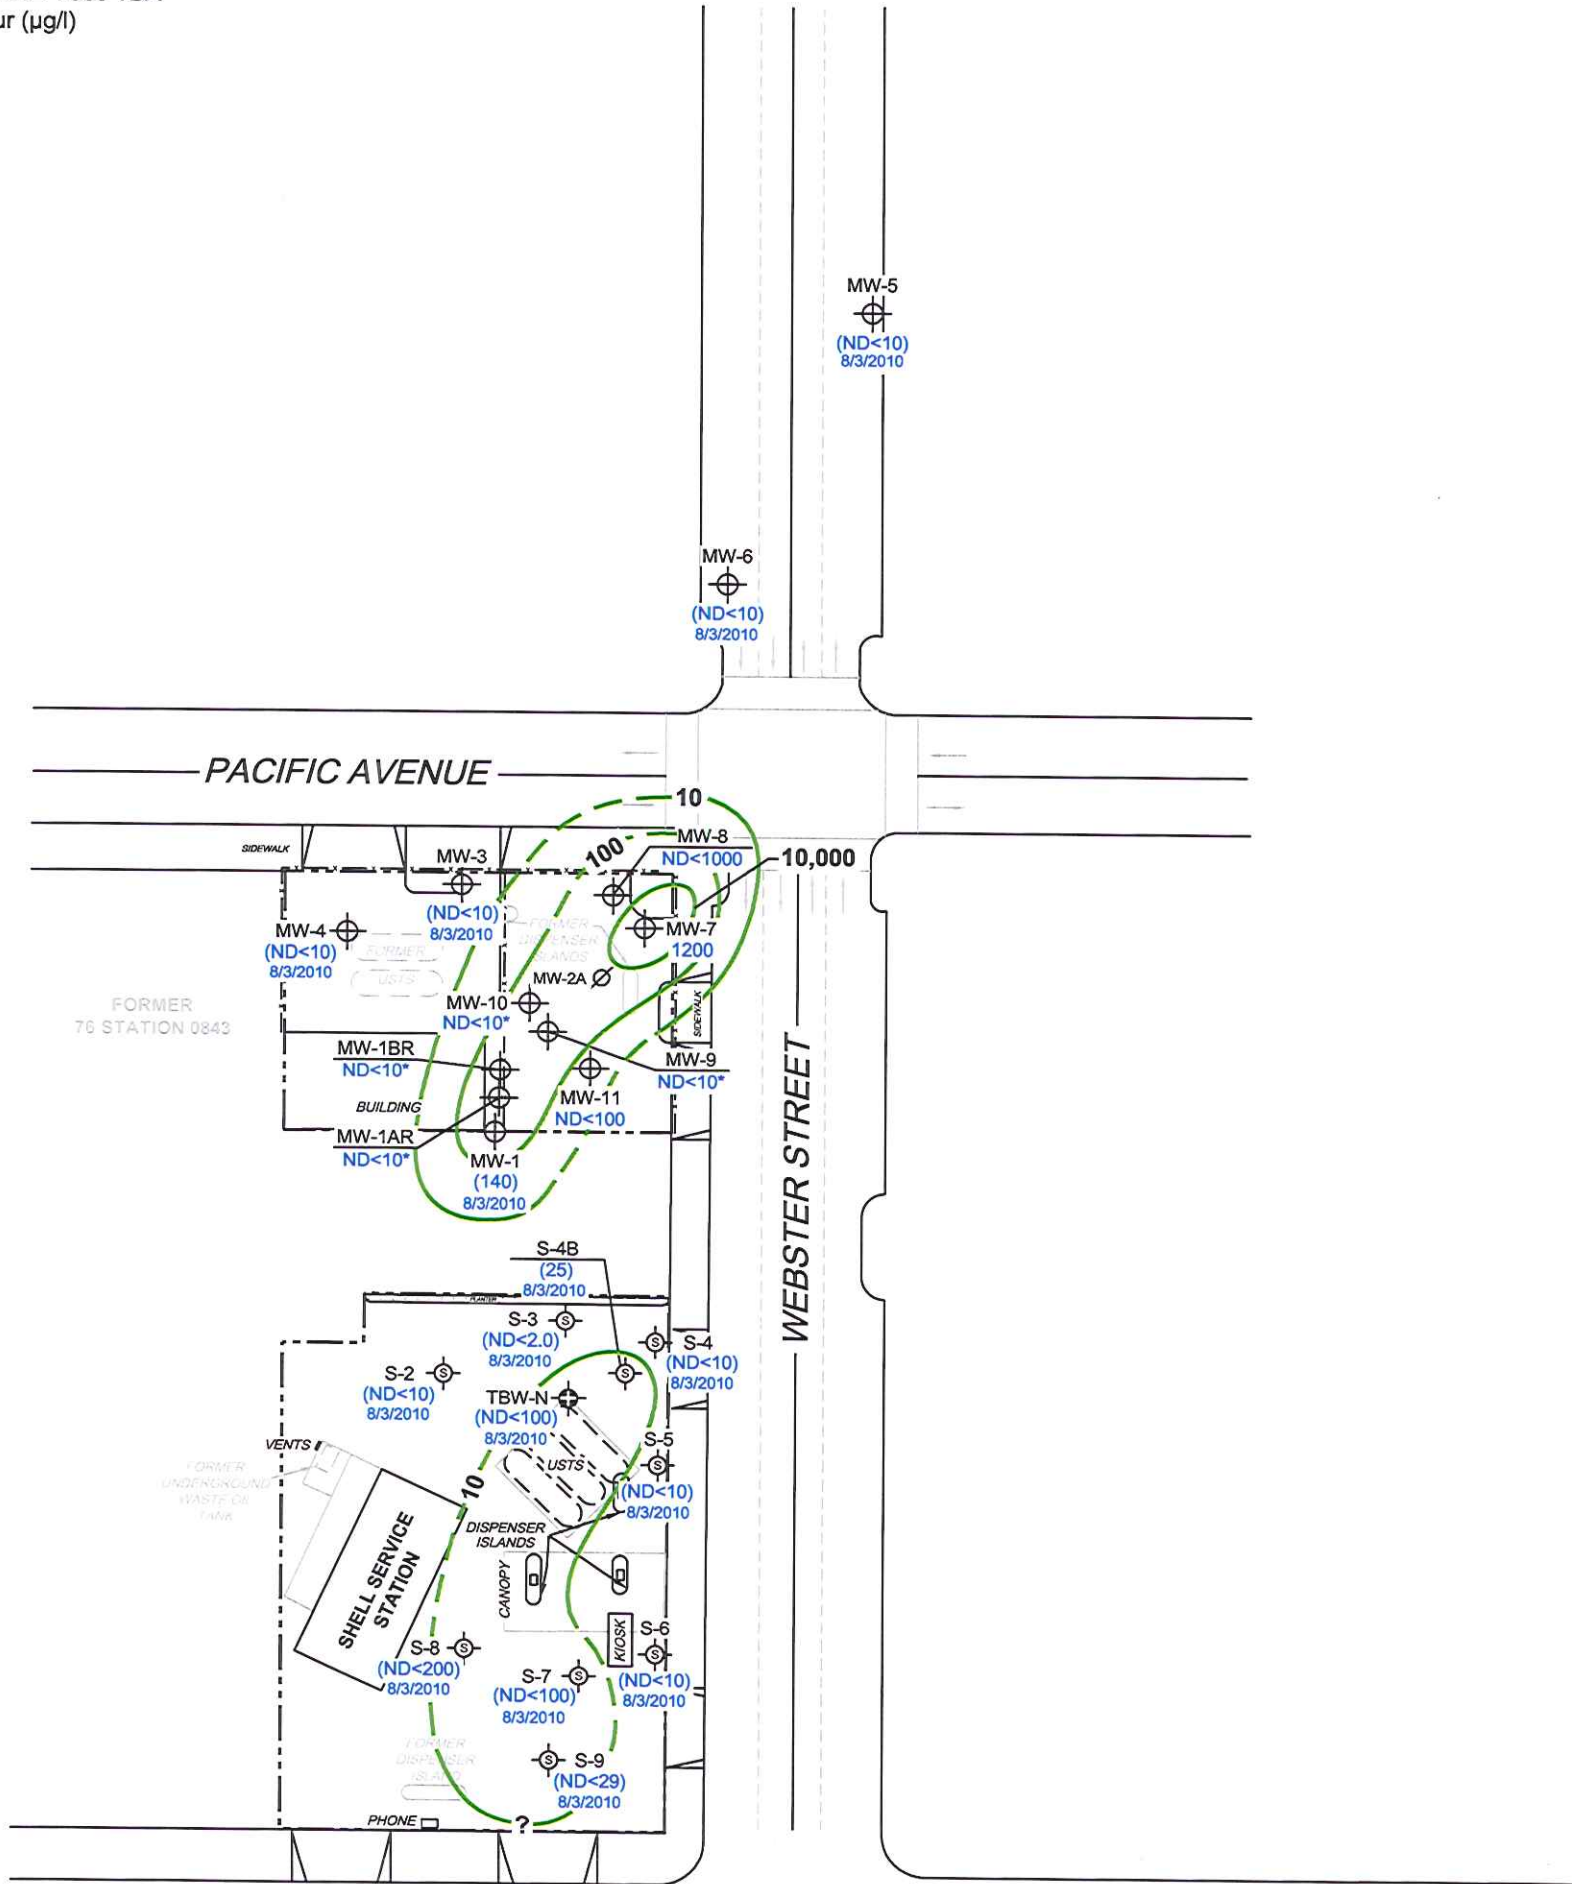 ur (µg/l)
MW-5
(ND<10)
8/3/2010
MW-6
(ND<10)
8/3/2010
PACIFIC AVENUE
10
SIDEWALK
MW-3
(ND<10)
8/3/2010
100
MW-8
ND<1000
10,000
MW-4
(ND<10)
8/3/2010
FORMER
USTS
FORMER
DISPENSER
ISLANDS
MW-7
1200
MW-2A
FORMER
76 STATION 0843
MW-10
ND<10*
SIDEWALK
MW-1BR
ND<10*
MW-9
ND<10*
BUILDING
MW-11
ND<100
MW-1AR
ND<10*
MW-1
(140)
8/3/2010
WEBSTER STREET
S-4B
(25)
8/3/2010
PLANTER
S-3
(ND<2.0)
8/3/2010
S-4
(ND<10)
8/3/2010
S-2
(ND<10)
8/3/2010
TBW-N
(ND<100)
8/3/2010
VENTS
FORMER
UNDERGROUND
WASTE OIL
TANK
10
USTS
S-5
(ND<10)
8/3/2010
DISPENSER
ISLANDS
CANOPY
SHELL SERVICE
STATION
KIOSK
S-6
(ND<10)
8/3/2010
S-8
(ND<200)
8/3/2010
S-7
(ND<100)
8/3/2010
FORMER
DISPENSER
ISLAND
S-9
(ND<29)
8/3/2010
PHONE
?